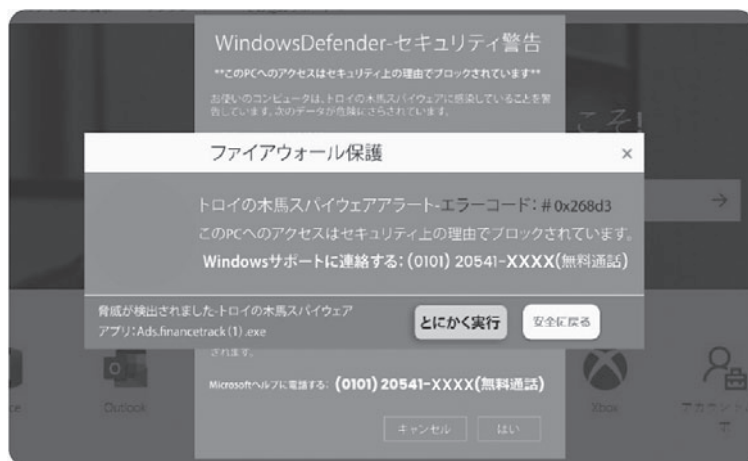 WindowsDefender-セキュリティ警告
**このPCへのアクセスはセキュリティ上の理由でブロックされています**
お使いのコンピュータは、トロイの木馬スパイウェアに感染していることを警
告しています。次のデータが危険にさらされています。
こそ!
ファイアウォール保護 ×
トロイの木馬スパイウェアアラート-エラーコード:#0x268d3
このPCへのアクセスはセキュリティ上の理由でブロックされています。
Windowsサポートに連絡する:(0101) 20541-XXXX(無料通話)
脅威が検出されました-トロイの木馬スパイウェア
アプリ:Ads.financetrack(1).exe
とにかく実行
安全に戻る
されます。
Microsoftヘルプに電話する: (0101) 20541-XXXX(無料通話)
Outlook
Xbox
キャンセル
はい